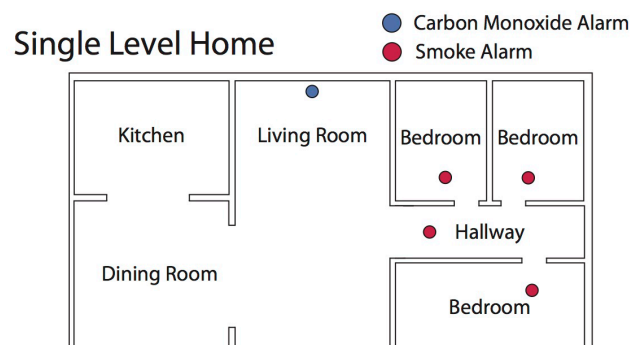 Carbon Monoxide Alarm
Single Level Home
Smoke Alarm
Kitchen
Living Room
Bedroom
Bedroom
Hallway
Dining Room
Bedroom